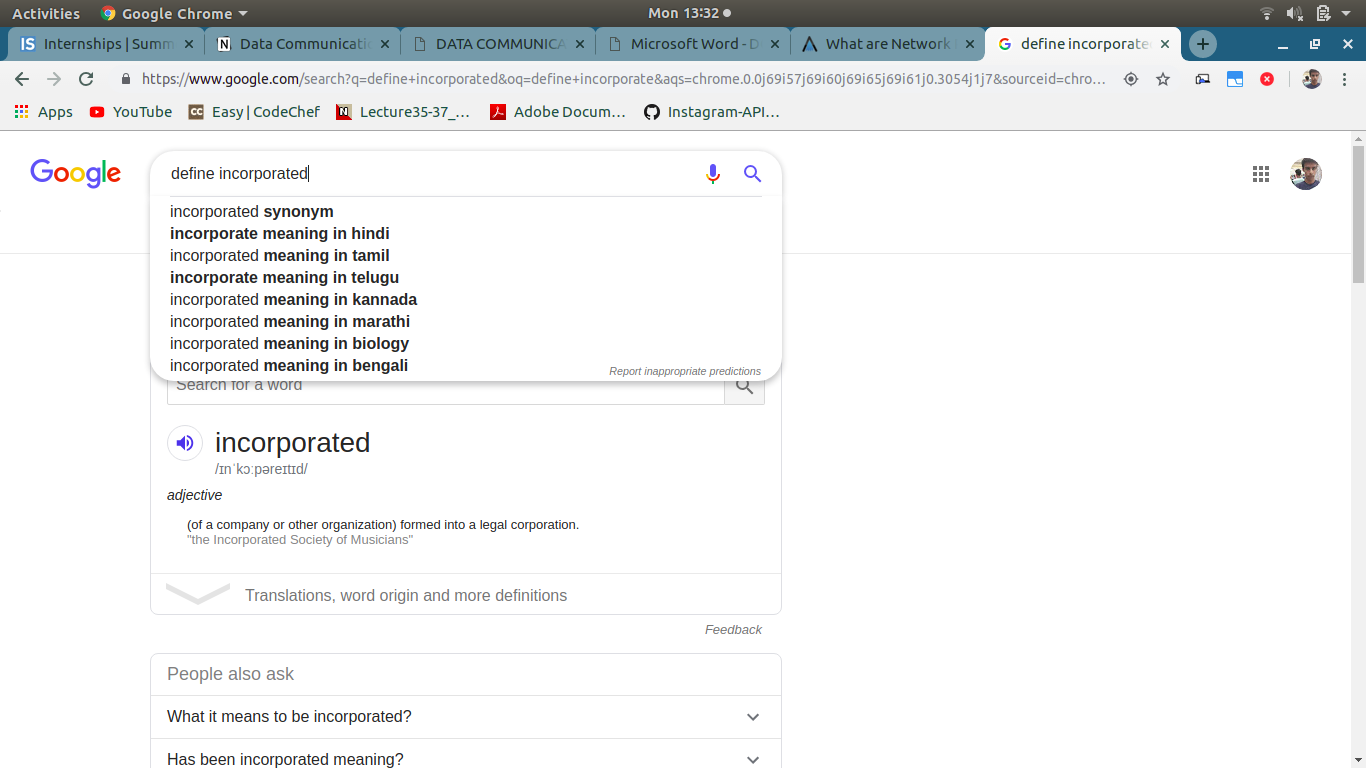 Activities Google Chrome Mon 13:32
Internships | Summ Data Communicatio DATA COMMUNICA Microsoft Word - D What are Network define incorporated
https://www.google.com/search?q=define+incorporated&oq=define+incorporate&aqs=chrome.0.0j69i57j69i60j69i65j69i61j0.3054j1j7&sourceid=chro...
Apps YouTube CC Easy | CodeChef Lecture35-37_... Adobe Docum... Instagram-API...
Google define incorporated
incorporated synonym
incorporate meaning in hindi
incorporated meaning in tamil
incorporate meaning in telugu
incorporated meaning in kannada
incorporated meaning in marathi
incorporated meaning in biology
incorporated meaning in bengali
Report inappropriate predictions
Search for a word
incorporated
/ɪnˈkɔːpəreɪtɪd/
adjective
(of a company or other organization) formed into a legal corporation.
"the Incorporated Society of Musicians"
Translations, word origin and more definitions
Feedback
People also ask
What it means to be incorporated?
Has been incorporated meaning?